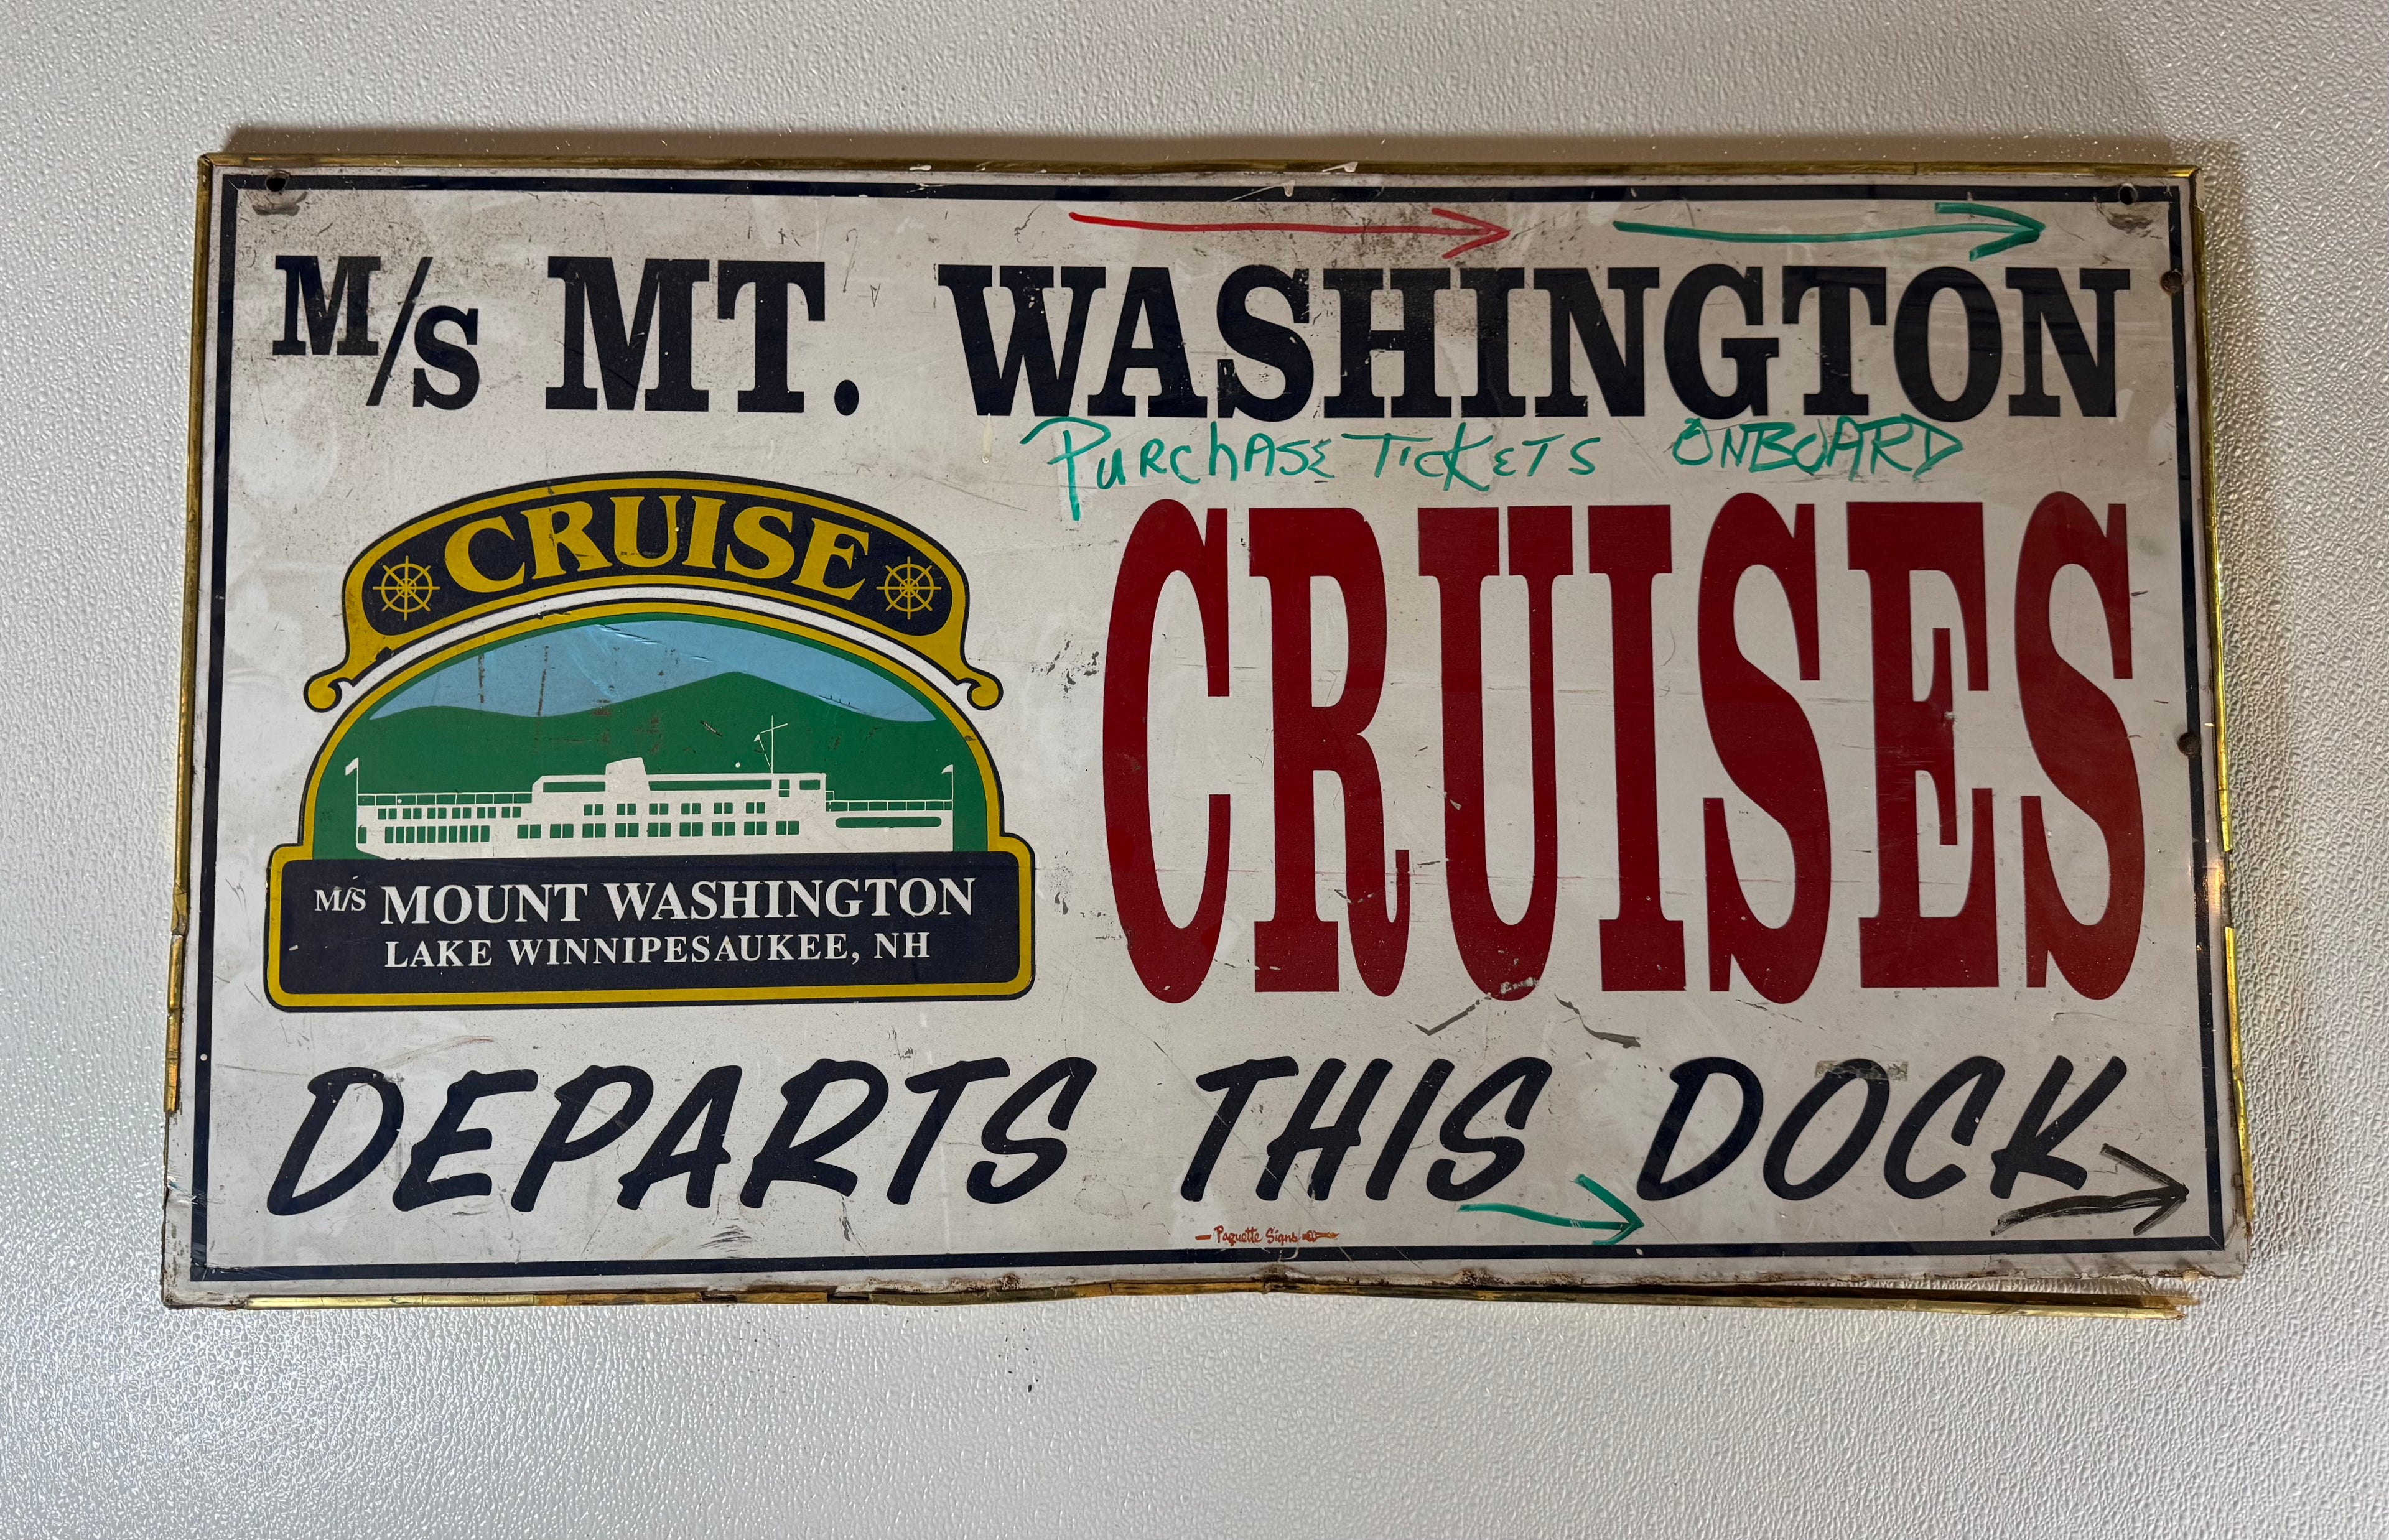 M/S MT. WASHINGTON
PURCHASE TICKETS ONBOARD
CRUISE
M/S MOUNT WASHINGTON
LAKE WINNIPESAUKEE, NH
CRUISES
DEPARTS THIS DOCK
Paquette Signs